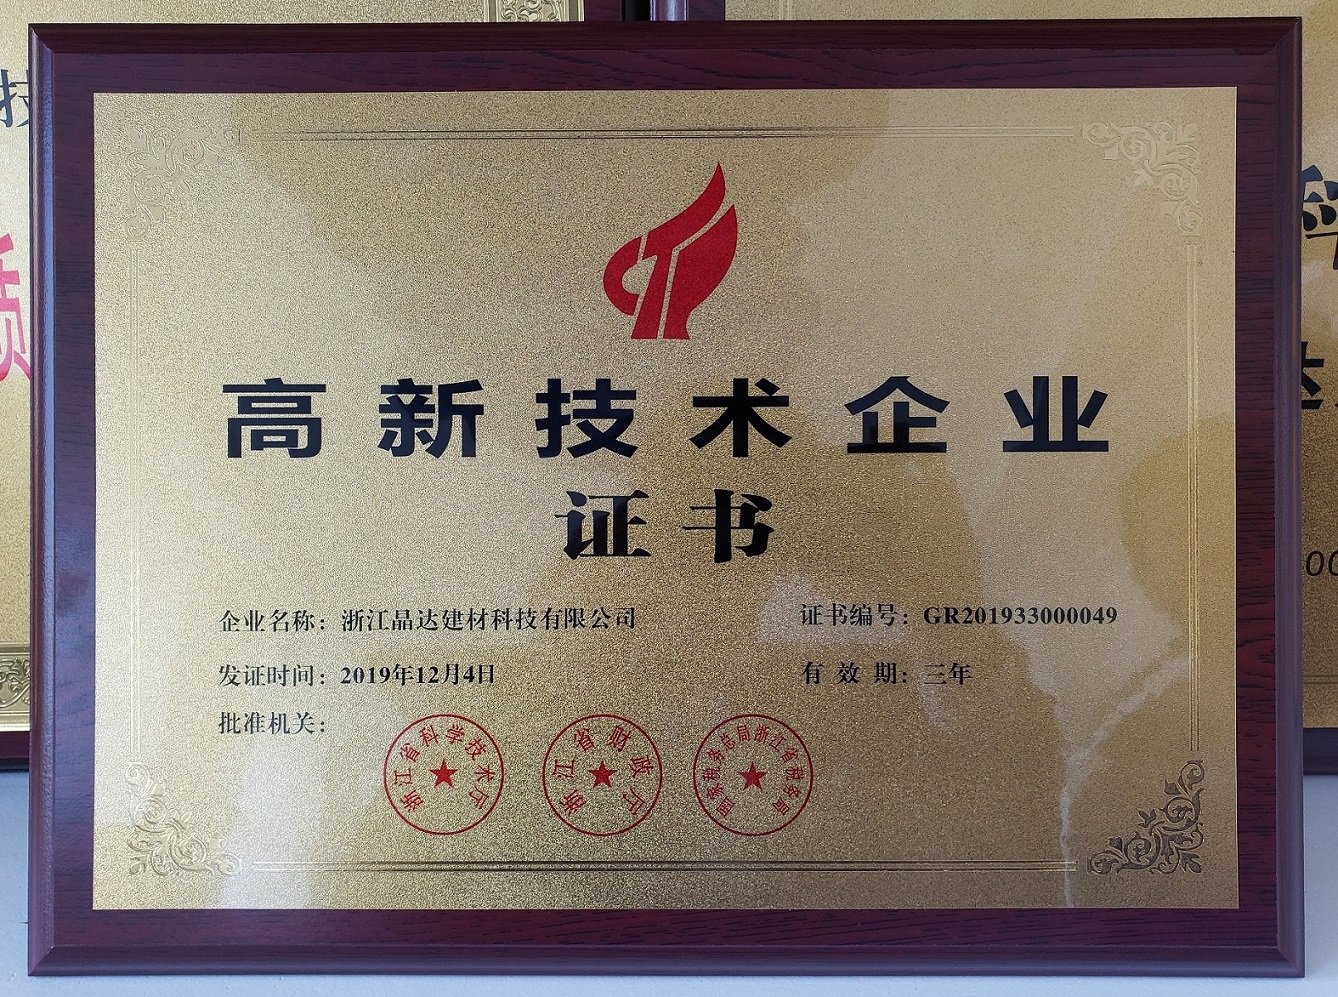 高新技术企业
证书
企业名称：浙江晶达建材科技有限公司
证书编号：GR201933000049
发证时间：2019年12月4日
有效期：三年
批准机关：
浙江省科学技术厅
浙江省财政厅
国家税务总局浙江省税务局
技